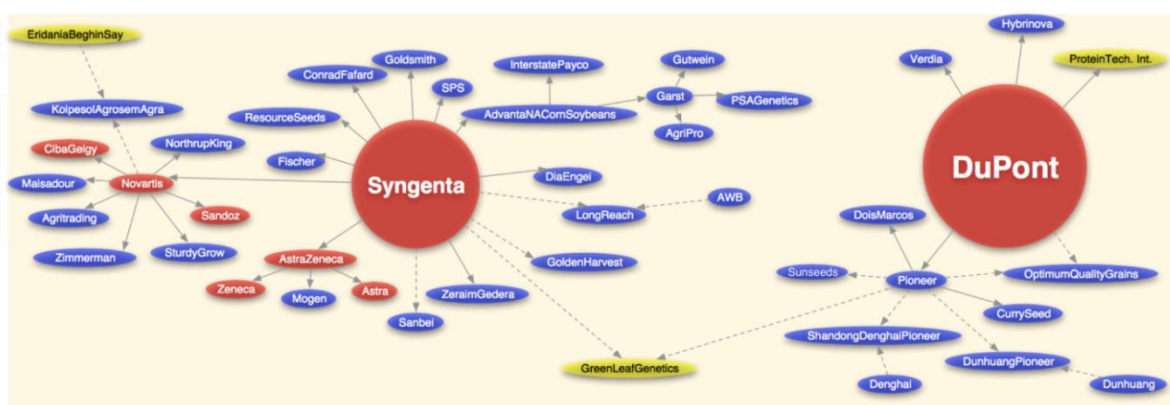 Hybrinova
EridaniaBeghinSay
Goldsmith
Gutwein
Verdia
ProteinTech. Int.
InterstatePayco
ConradFafard
SPS
Garst
PSAGenetics
KoipesolAgrosemAgra
ResourceSeeds
AdvantaNACornSoybeans
AgriPro
CibaGeigy
NorthrupKing
Fischer
DuPont
Maisadour
Novartis
Syngenta
DiaEngei
AWB
Agritrading
Sandoz
LongReach
DoisMarcos
Zimmerman
SturdyGrow
AstraZeneca
GoldenHarvest
Sunseeds
Pioneer
OptimumQualityGrains
Zeneca
Mogen
Astra
ZeraimGedera
CurrySeed
Sanbei
ShandongDenghaiPioneer
GreenLeafGenetics
DunhuangPioneer
Denghai
Dunhuang